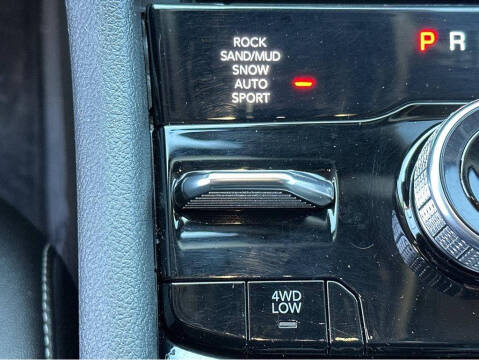 ROCK
SAND/MUD
SNOW
AUTO
SPORT
P R
4WD
LOW